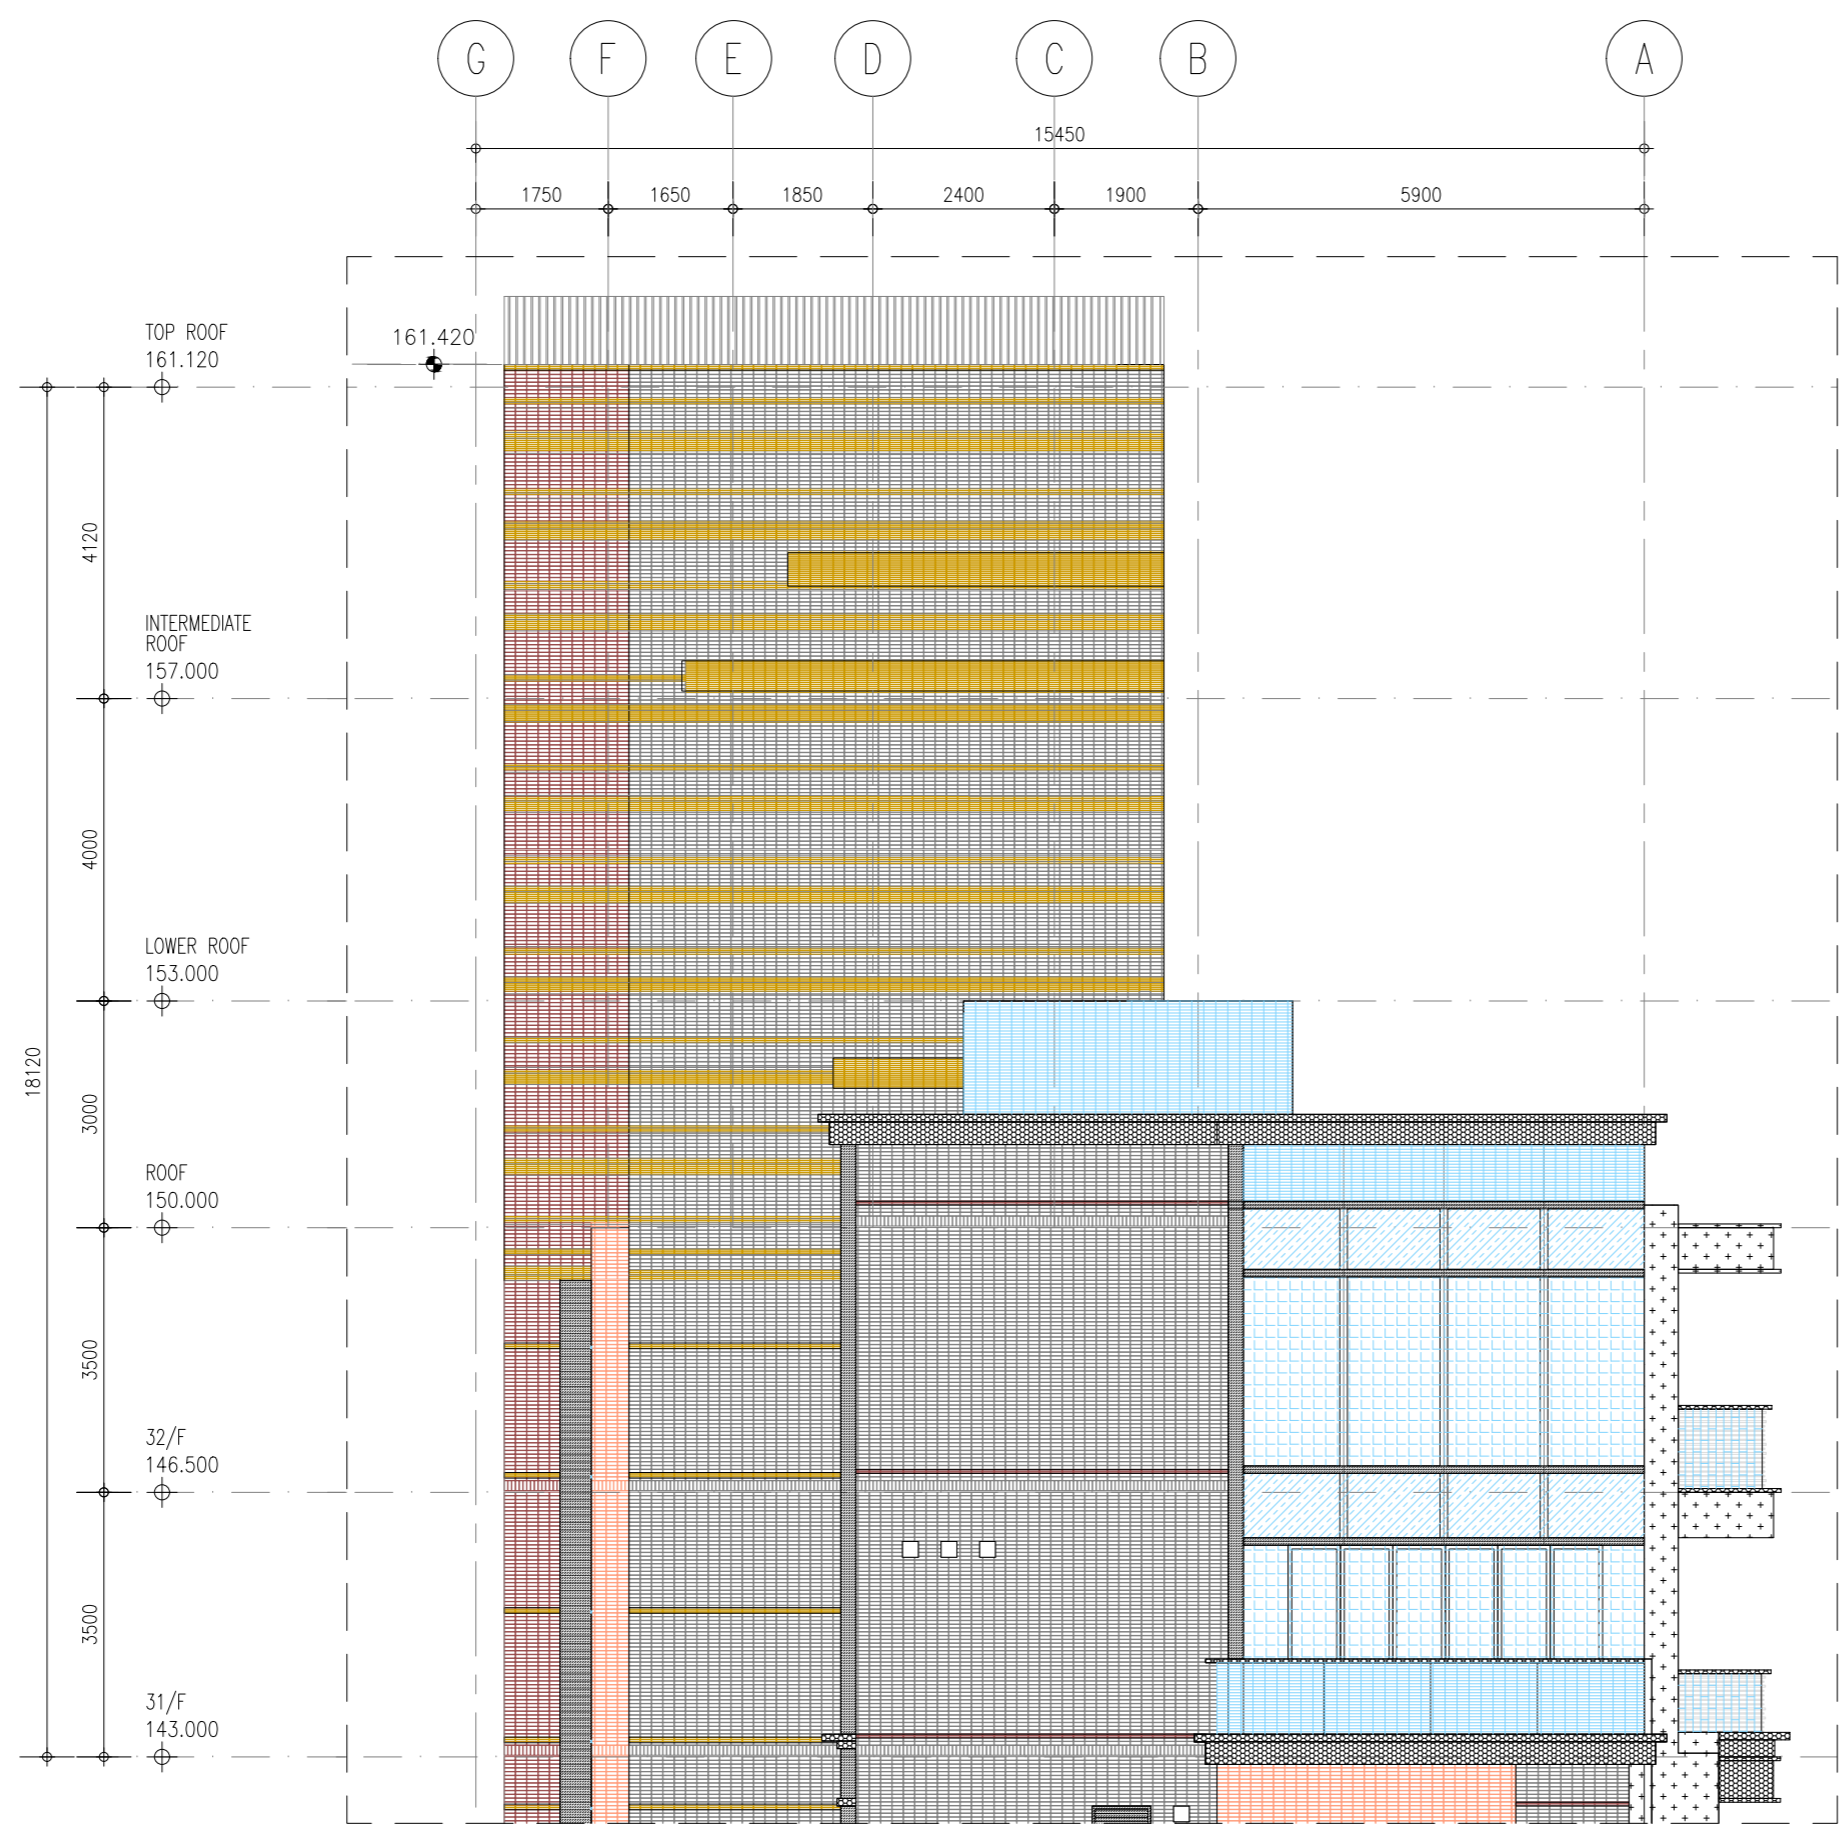 G F E D C B A
15450
1750 1650 1850 2400 1900 5900
TOP ROOF
161.120
161.420
4120
INTERMEDIATE
ROOF
157.000
4000
LOWER ROOF
153.000
18120
3000
ROOF
150.000
3500
32/F
146.500
3500
31/F
143.000